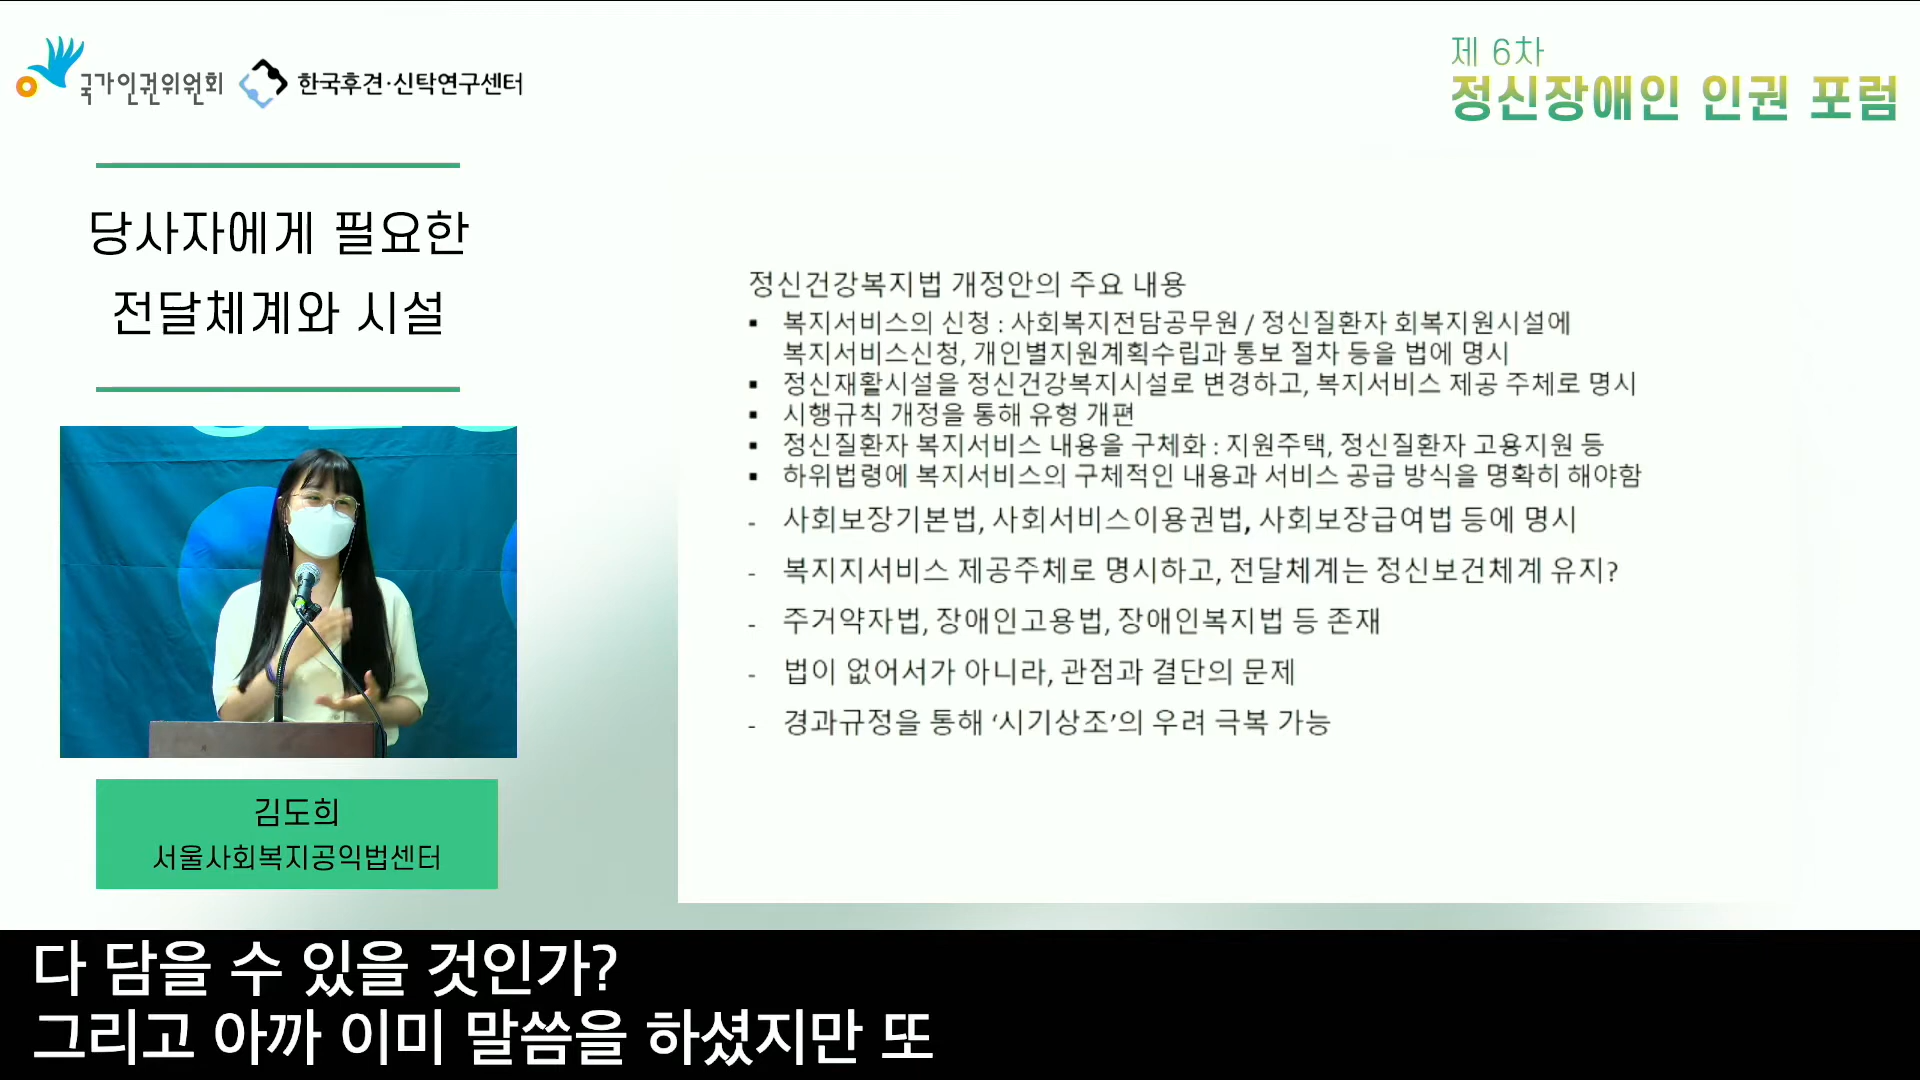 국가인권위원회
한국후견·신탁연구센터
제 6차
정신장애인 인권 포럼
당사자에게 필요한
전달체계와 시설
정신건강복지법 개정안의 주요 내용
▪ 복지서비스의 신청 : 사회복지전담공무원 / 정신질환자 회복지원시설에
복지서비스신청, 개인별지원계획수립과 통보 절차 등을 법에 명시
▪ 정신재활시설을 정신건강복지시설로 변경하고, 복지서비스 제공 주체로 명시
▪ 시행규칙 개정을 통해 유형 개편
▪ 정신질환자 복지서비스 내용을 구체화 : 지원주택, 정신질환자 고용지원 등
▪ 하위법령에 복지서비스의 구체적인 내용과 서비스 공급 방식을 명확히 해야함
- 사회보장기본법, 사회서비스이용권법, 사회보장급여법 등에 명시
- 복지지서비스 제공주체로 명시하고, 전달체계는 정신보건체계 유지?
- 주거약자법, 장애인고용법, 장애인복지법 등 존재
- 법이 없어서가 아니라, 관점과 결단의 문제
- 경과규정을 통해 ‘시기상조’의 우려 극복 가능
김도희
서울사회복지공익법센터
다 담을 수 있을 것인가?
그리고 아까 이미 말씀을 하셨지만 또